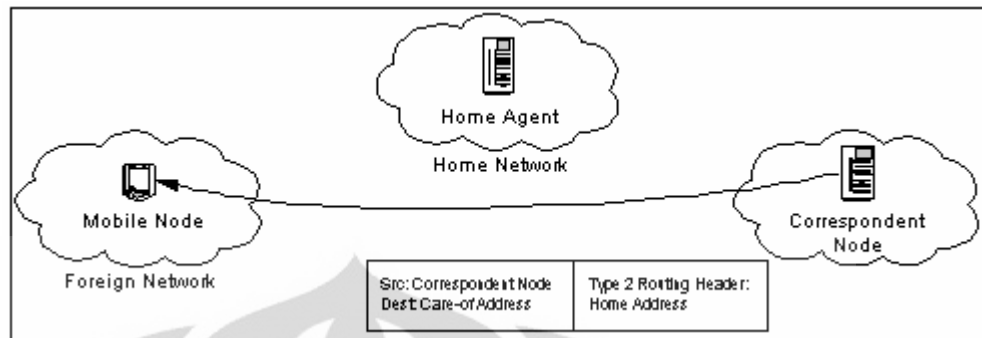 Home Agent
Home Network
Mobile Node
Foreign Network
Correspondent
Node
Src: Correspondent Node
Dest: Care-of Address
Type 2 Routing Header:
Home Address